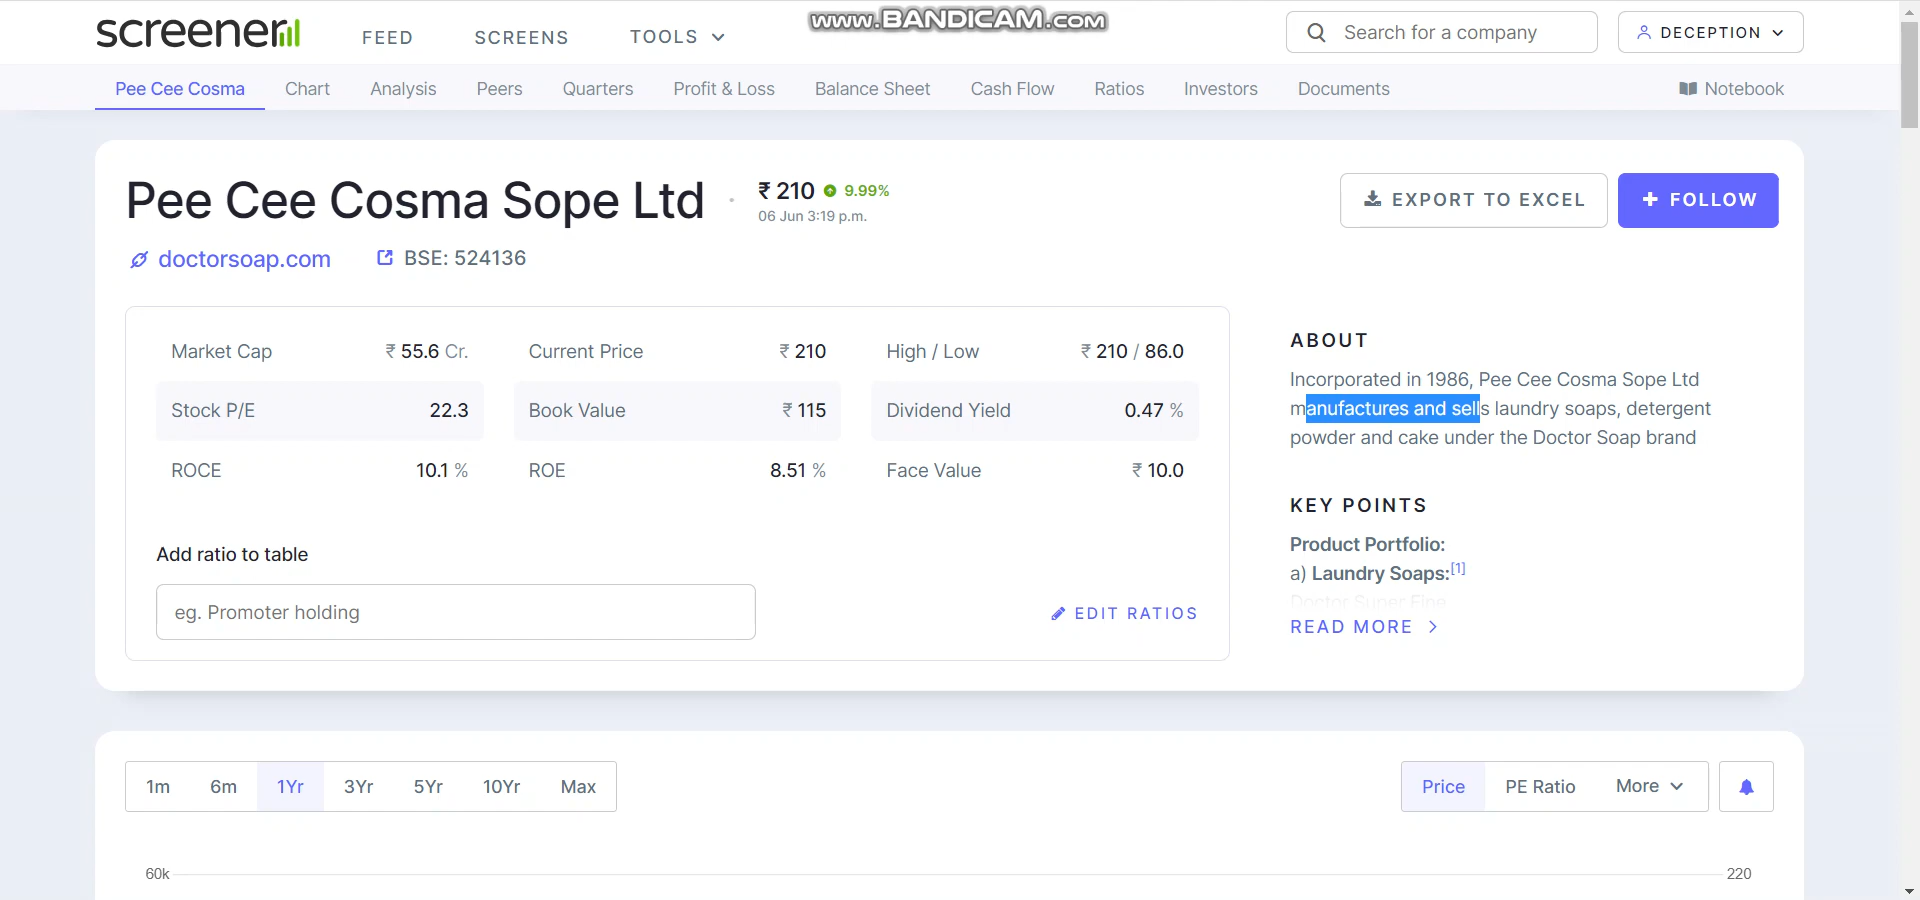 screener
FEED
SCREENS
TOOLS
www.BANDICAM.com
Search for a company
DECEPTION
Pee Cee Cosma
Chart
Analysis
Peers
Quarters
Profit & Loss
Balance Sheet
Cash Flow
Ratios
Investors
Documents
Notebook
Pee Cee Cosma Sope Ltd
₹ 210 9.99%
06 Jun 3:19 p.m.
EXPORT TO EXCEL
+ FOLLOW
doctorsoap.com
BSE: 524136
Market Cap ₹ 55.6 Cr.
Current Price ₹ 210
High / Low ₹ 210 / 86.0
Stock P/E 22.3
Book Value ₹ 115
Dividend Yield 0.47 %
ROCE 10.1 %
ROE 8.51 %
Face Value ₹ 10.0
Add ratio to table
eg. Promoter holding
EDIT RATIOS
ABOUT
Incorporated in 1986, Pee Cee Cosma Sope Ltd
manufactures and sells laundry soaps, detergent
powder and cake under the Doctor Soap brand
KEY POINTS
Product Portfolio:
a) Laundry Soaps:[1]
Doctor Super Fine
READ MORE
1m
6m
1Yr
3Yr
5Yr
10Yr
Max
Price
PE Ratio
More
60k
220